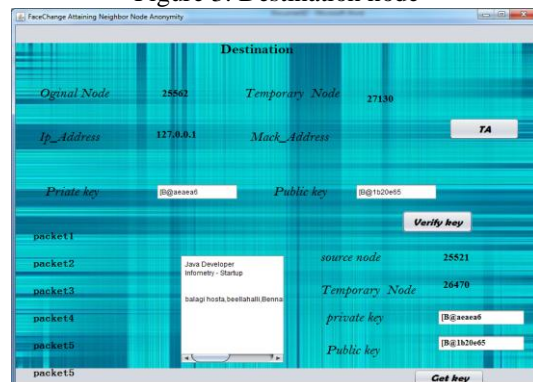 Figure 3. Destination node
FaceChange Attaining Neighbor Node Anonymity
Destination
Oginal Node 25562 Temporary Node 27130
Ip_Address 127.0.0.1 Mack_Address
TA
Priate key [B@aeaea6 Public key [B@1b20e65
Verify key
packet1
packet2
packet3
packet4
packet5
packet5
Java Developer
Infometry - Startup
balagi hosta,beellahalli,Benna
source node 25521
Temporary Node 26470
private key [B@aeaea6
Public key [B@1b20e65
Get key